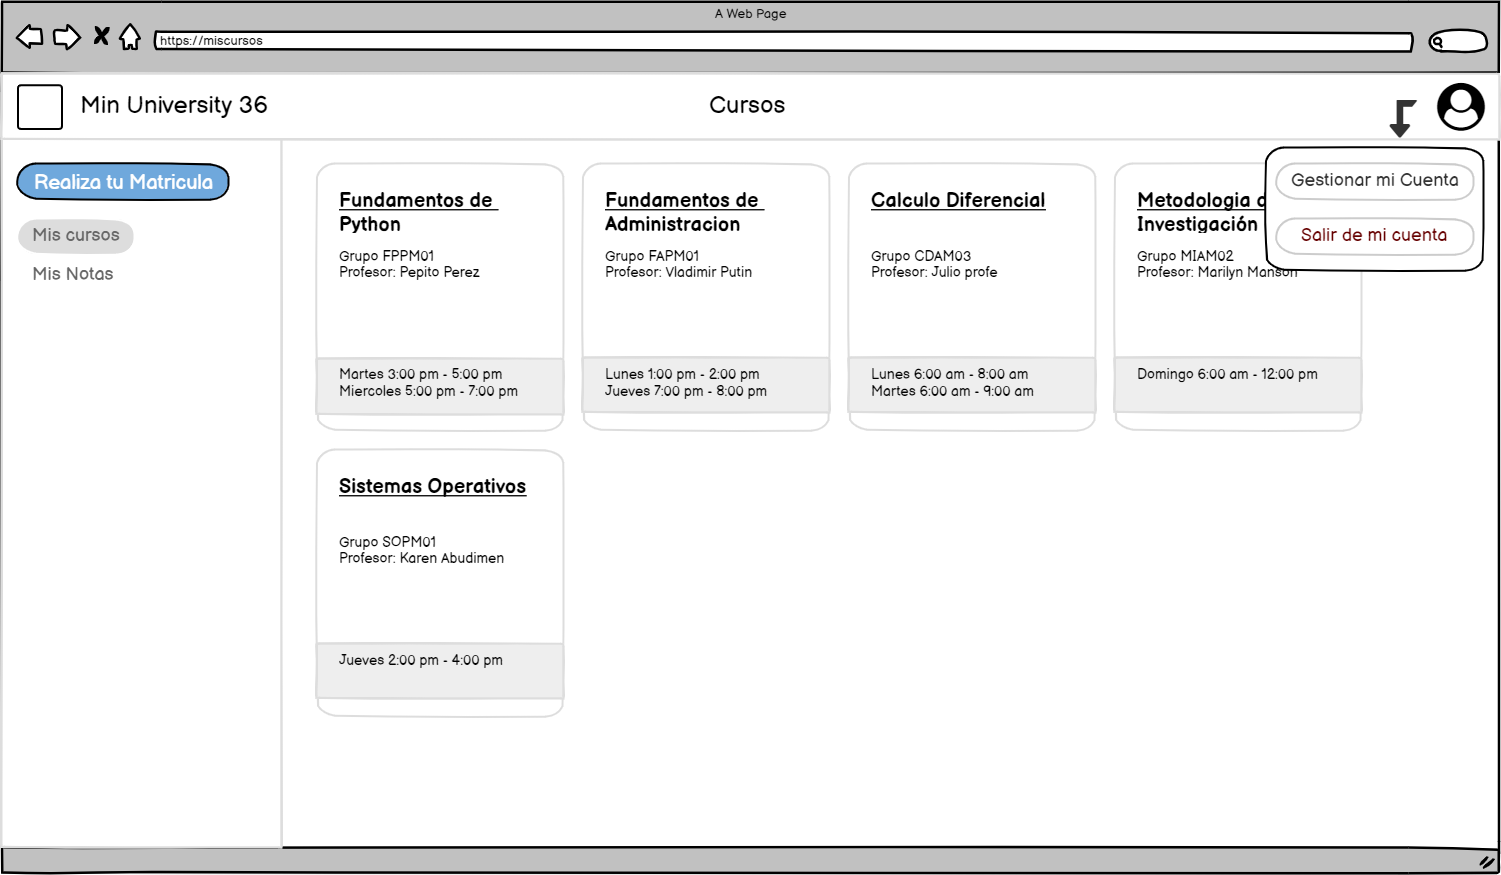 A Web Page
https://miscursos
Min University 36
Cursos
Realiza tu Matricula
Mis cursos
Mis Notas
Fundamentos de
Python
Grupo FPPM01
Profesor: Pepito Perez
Martes 3:00 pm - 5:00 pm
Miercoles 5:00 pm - 7:00 pm
Fundamentos de
Administracion
Grupo FAPM01
Profesor: Vladimir Putin
Lunes 1:00 pm - 2:00 pm
Jueves 7:00 pm - 8:00 pm
Calculo Diferencial
Grupo CDAM03
Profesor: Julio profe
Lunes 6:00 am - 8:00 am
Martes 6:00 am - 9:00 am
Metodologia
Investigación
Grupo MIAM02
Profesor: Marilyn Manson
Domingo 6:00 am - 12:00 pm
Gestionar mi Cuenta
Salir de mi cuenta
Sistemas Operativos
Grupo SOPM01
Profesor: Karen Abudimen
Jueves 2:00 pm - 4:00 pm